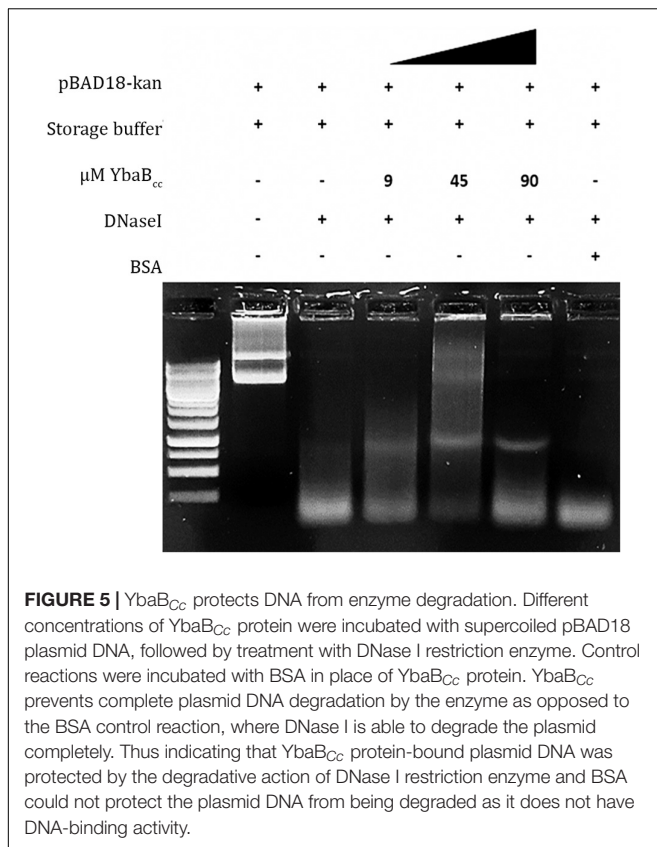 pBAD18-kan + + + + + +
Storage buffer + + + + + +
µM YbaBcc - - 9 45 90 -
DNaseI - + + + + +
BSA - - - - - +
FIGURE 5 | YbaBCc protects DNA from enzyme degradation. Different
concentrations of YbaBCc protein were incubated with supercoiled pBAD18
plasmid DNA, followed by treatment with DNase I restriction enzyme. Control
reactions were incubated with BSA in place of YbaBCc protein. YbaBCc
prevents complete plasmid DNA degradation by the enzyme as opposed to
the BSA control reaction, where DNase I is able to degrade the plasmid
completely. Thus indicating that YbaBCc protein-bound plasmid DNA was
protected by the degradative action of DNase I restriction enzyme and BSA
could not protect the plasmid DNA from being degraded as it does not have
DNA-binding activity.